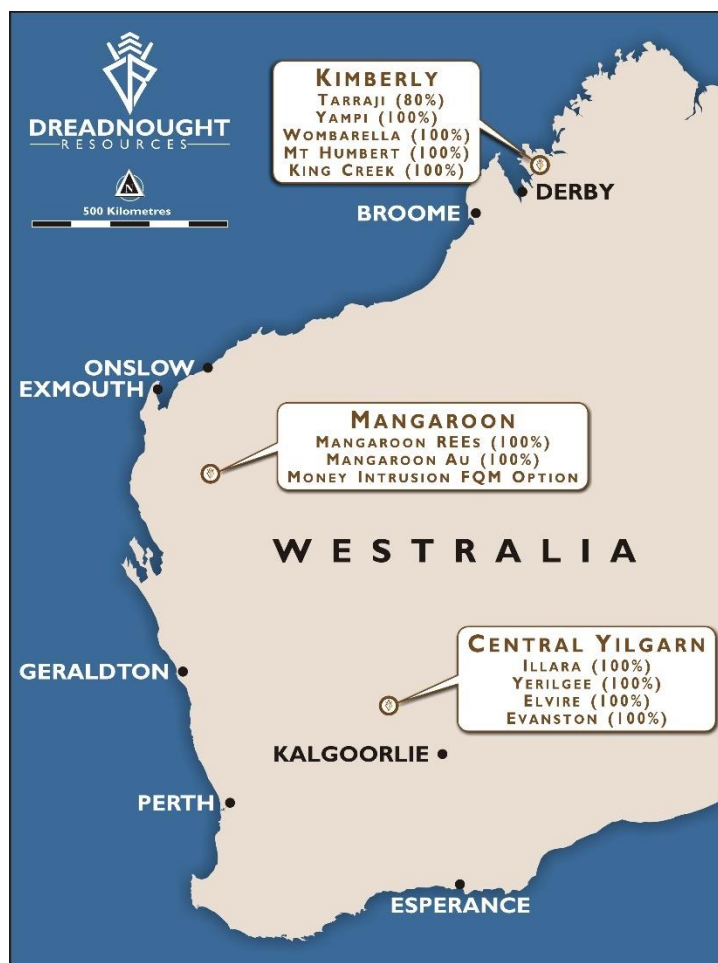 DREADNOUGHT
RESOURCES
N
500 Kilometres
KIMBERLY
TARRAJI (80%)
YAMPI (100%)
WOMBARELLA (100%)
MT HUMBERT (100%)
KING CREEK (100%)
DERBY
BROOME
ONSLOW
EXMOUTH
MANGAROON
MANGAROON REES (100%)
MANGAROON AU (100%)
MONEY INTRUSION FQM OPTION
WESTRALIA
CENTRAL YILGARN
ILLARA (100%)
YERILGEE (100%)
ELVIRE (100%)
EVANSTON (100%)
GERALDTON
KALGOORLIE
PERTH
ESPERANCE